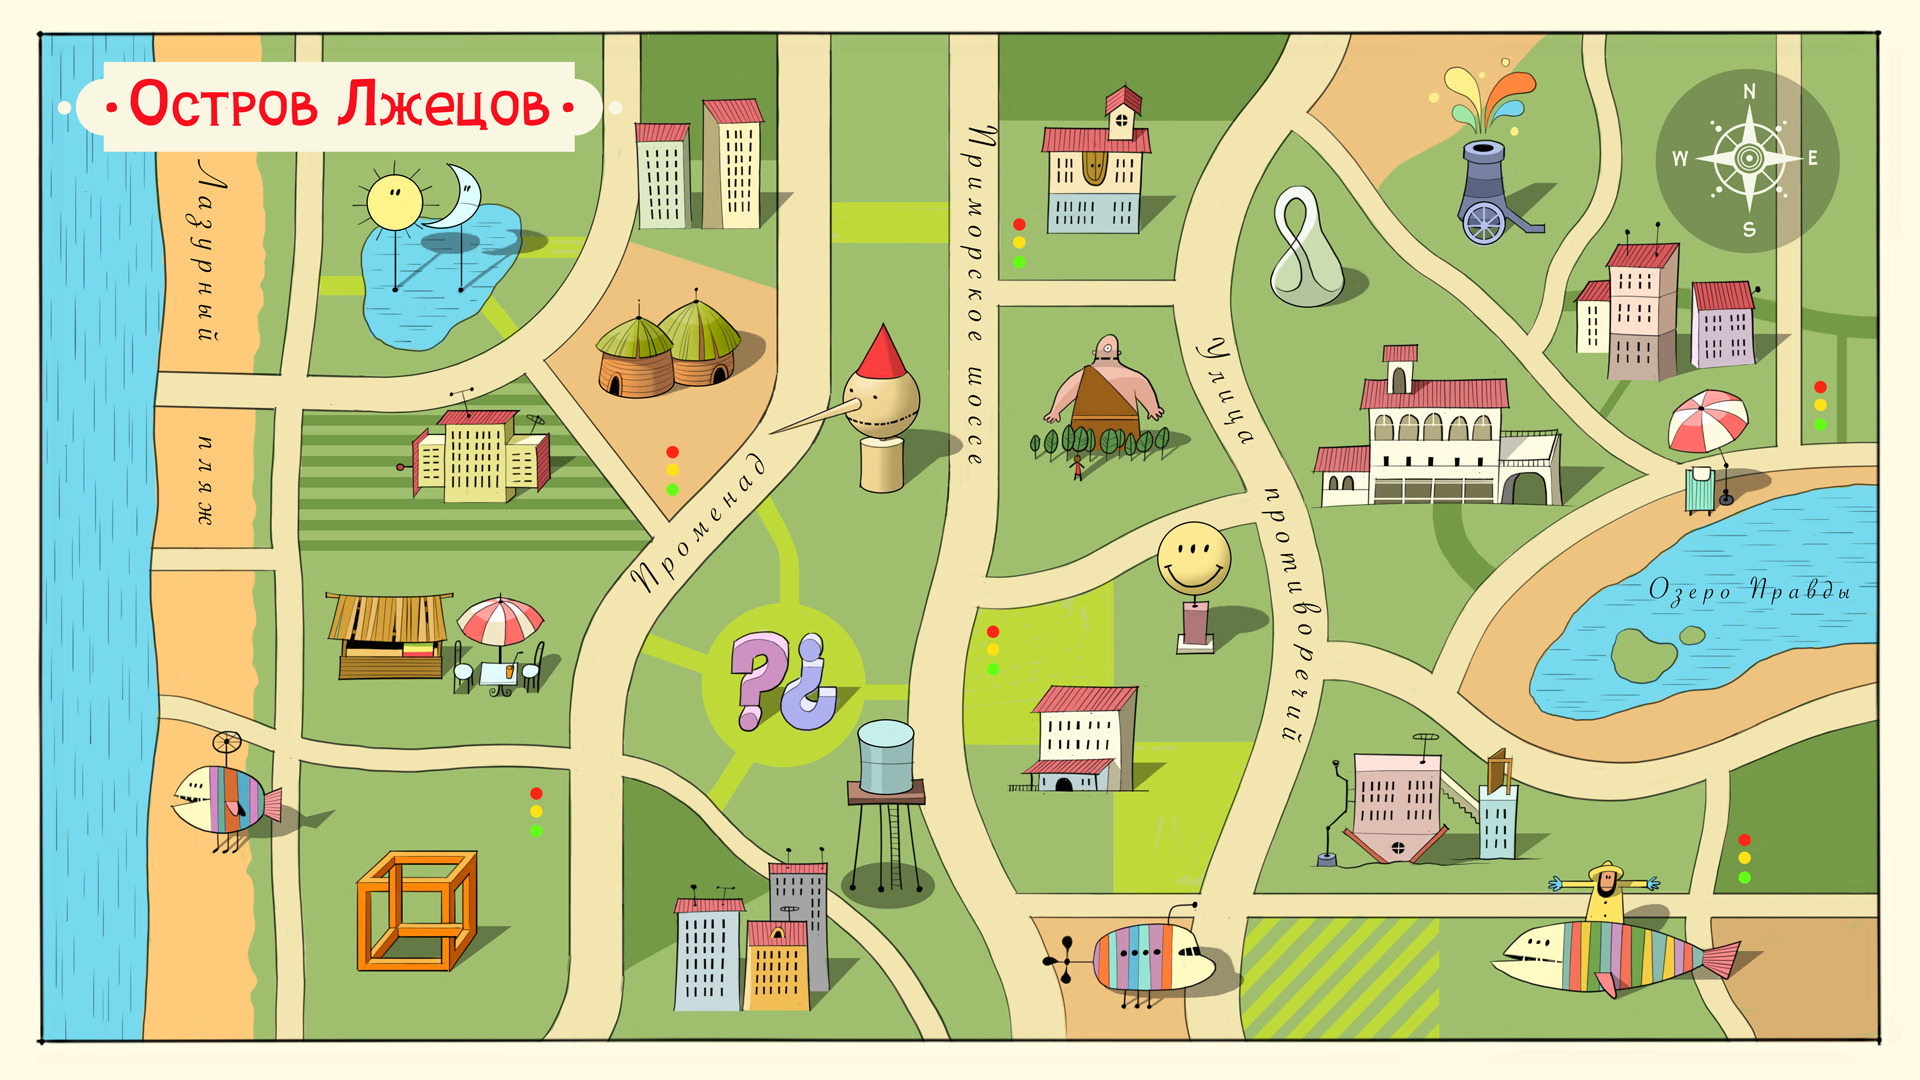 Остров Лжецов
N
W E
S
Лазурный
пляж
Приморское шоссе
Улица противоречий
Променад
Озеро Правды
? ¿